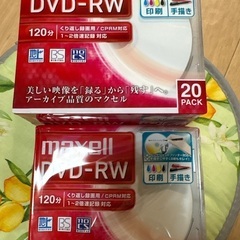 DVD-RW
120分
くり返し録画用/CPRM対応
1~2倍速記録 対応
印刷
手描き
美しい映像を「録る」から「残す」へ。
アーカイブ品質のマクセル
20
PACK
maxell
DVD-RW
120分
くり返し録画用/CPRM対応
1~2倍速記録 対応
印刷
手描き